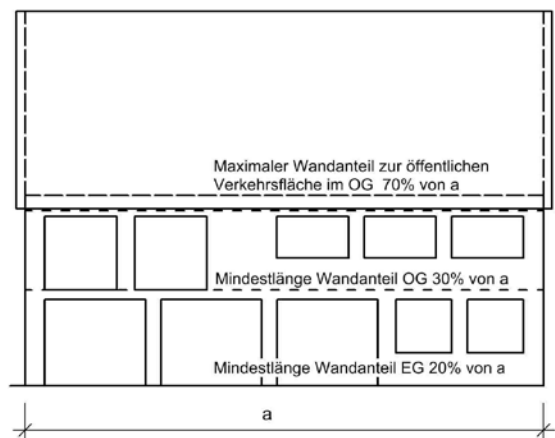 Maximaler Wandanteil zur öffentlichen
Verkehrsfläche im OG 70% von a
Mindestlänge Wandanteil OG 30% von a
Mindestlänge Wandanteil EG 20% von a
a